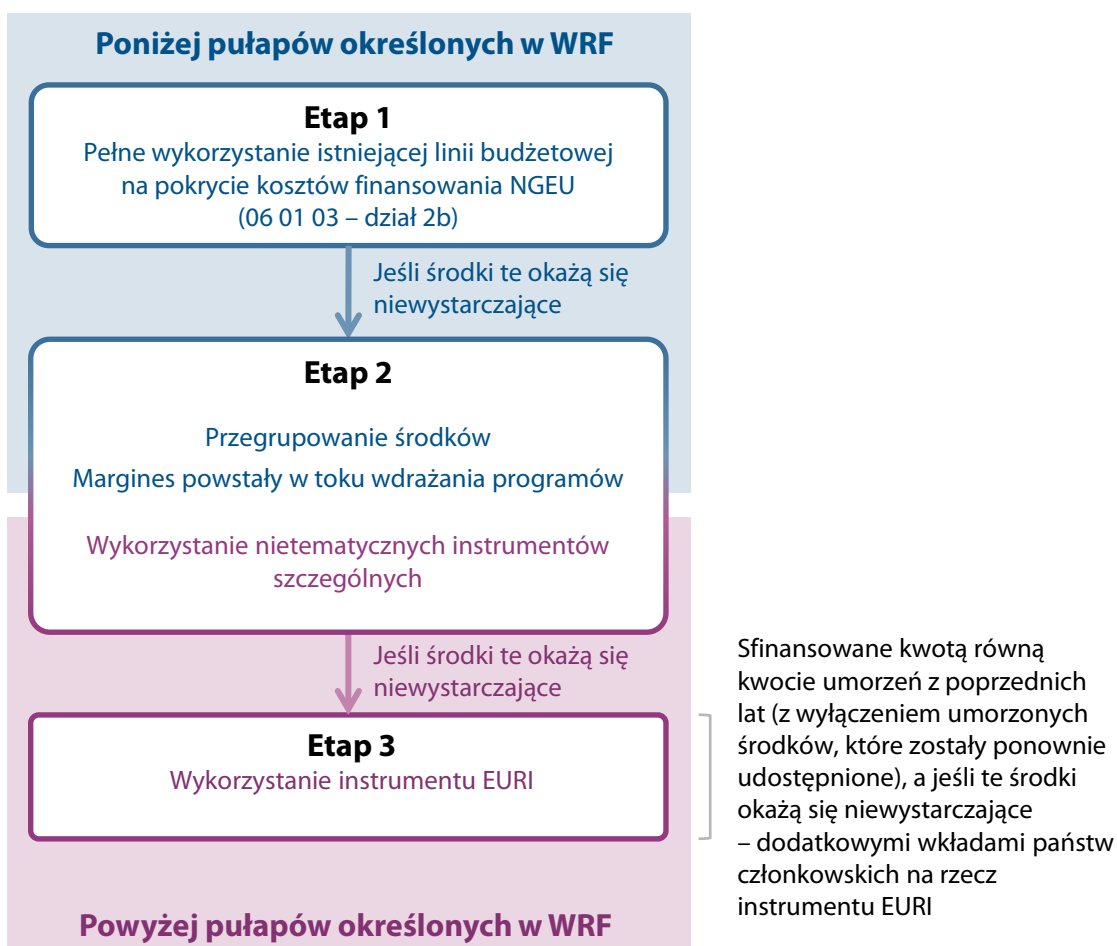 Poniżej pułapów określonych w WRF
Etap 1
Pełne wykorzystanie istniejącej linii budżetowej
na pokrycie kosztów finansowania NGEU
(06 01 03 – dział 2b)
Jeśli środki te okażą się
niewystarczające
Etap 2
Przegrupowanie środków
Margines powstały w toku wdrażania programów
Wykorzystanie nietematycznych instrumentów
szczególnych
Jeśli środki te okażą się
niewystarczające
Etap 3
Wykorzystanie instrumentu EURI
Sfinansowane kwotą równą
kwocie umorzeń z poprzednich
lat (z wyłączeniem umorzonych
środków, które zostały ponownie
udostępnione), a jeśli te środki
okażą się niewystarczające
– dodatkowymi wkładami państw
członkowskich na rzecz
instrumentu EURI
Powyżej pułapów określonych w WRF